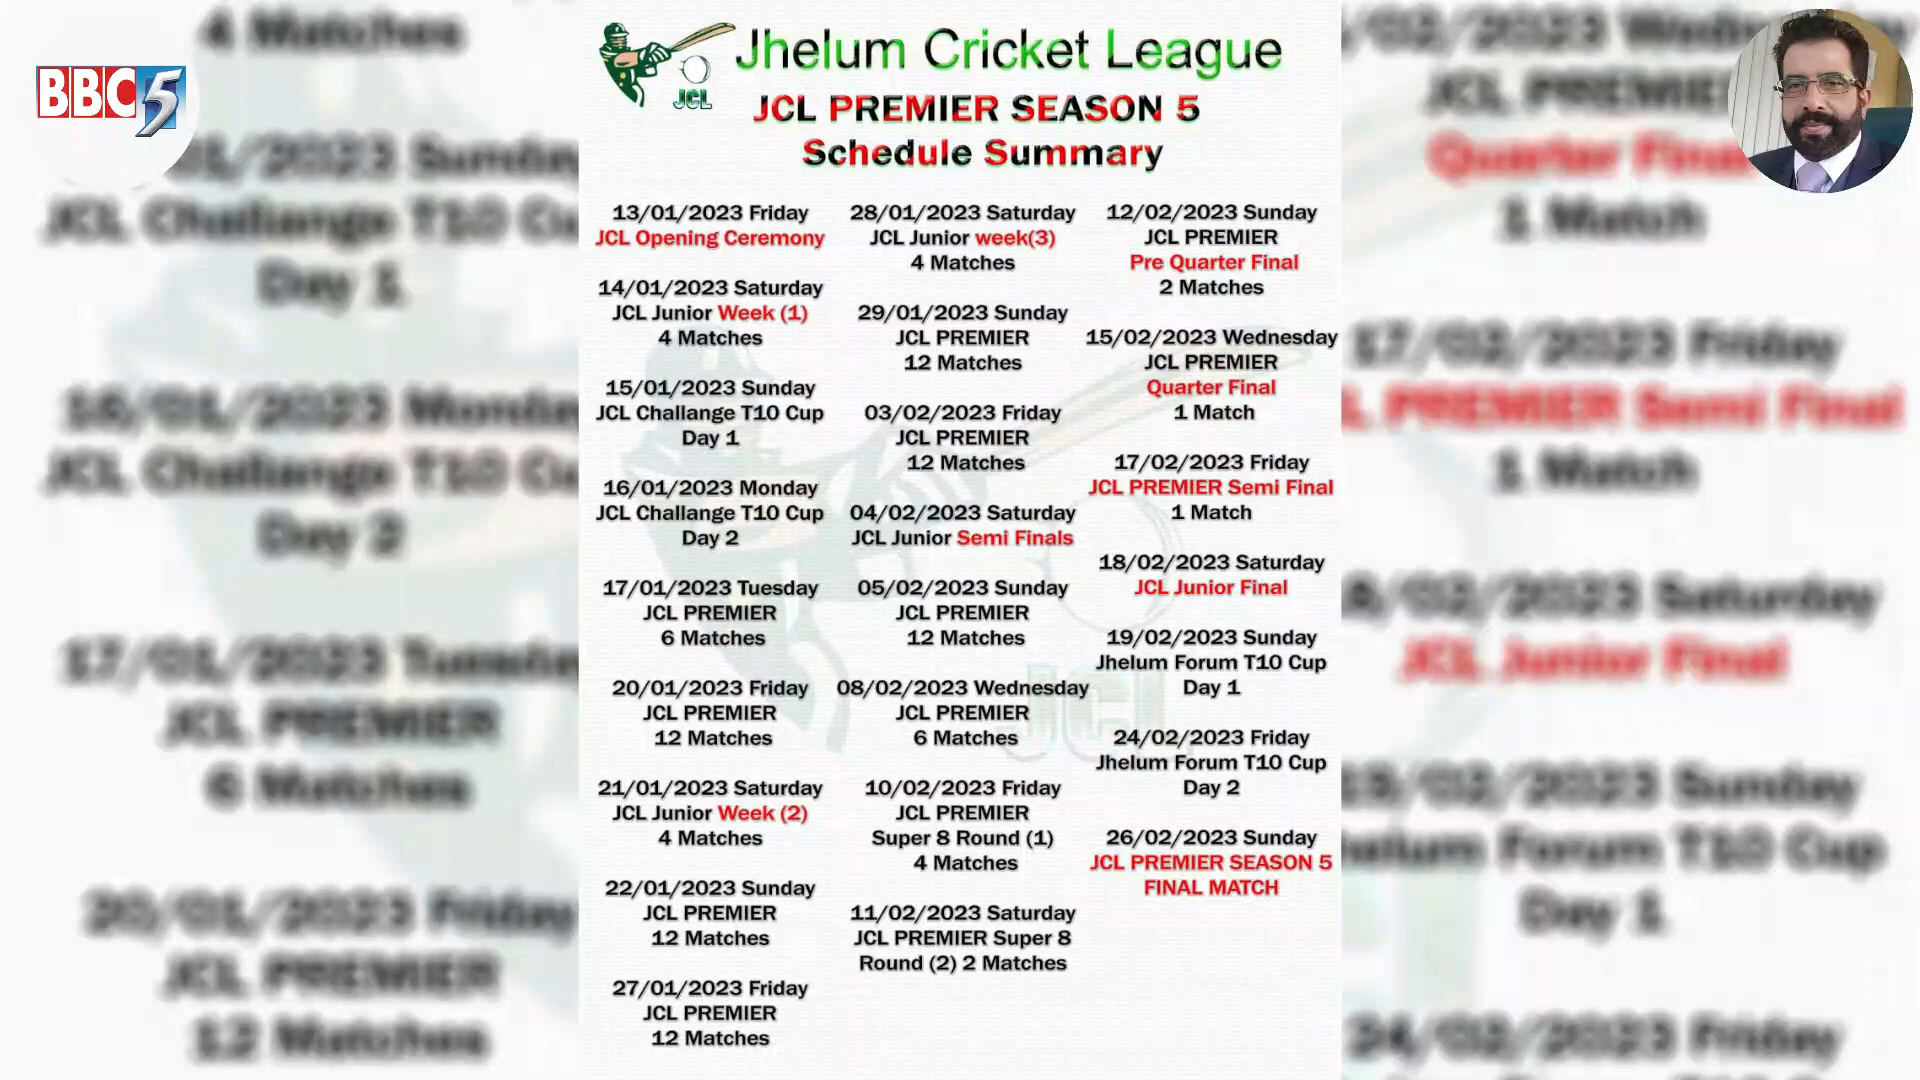 BBC 5
JCL
Jhelum Cricket League
JCL PREMIER SEASON 5
Schedule Summary
13/01/2023 Friday
JCL Opening Ceremony
14/01/2023 Saturday
JCL Junior Week (1)
4 Matches
15/01/2023 Sunday
JCL Challange T10 Cup
Day 1
16/01/2023 Monday
JCL Challange T10 Cup
Day 2
17/01/2023 Tuesday
JCL PREMIER
6 Matches
20/01/2023 Friday
JCL PREMIER
12 Matches
21/01/2023 Saturday
JCL Junior Week (2)
4 Matches
22/01/2023 Sunday
JCL PREMIER
12 Matches
27/01/2023 Friday
JCL PREMIER
12 Matches
28/01/2023 Saturday
JCL Junior week(3)
4 Matches
29/01/2023 Sunday
JCL PREMIER
12 Matches
03/02/2023 Friday
JCL PREMIER
12 Matches
04/02/2023 Saturday
JCL Junior Semi Finals
05/02/2023 Sunday
JCL PREMIER
12 Matches
08/02/2023 Wednesday
JCL PREMIER
6 Matches
10/02/2023 Friday
JCL PREMIER
Super 8 Round (1)
4 Matches
11/02/2023 Saturday
JCL PREMIER Super 8
Round (2) 2 Matches
12/02/2023 Sunday
JCL PREMIER
Pre Quarter Final
2 Matches
15/02/2023 Wednesday
JCL PREMIER
Quarter Final
1 Match
17/02/2023 Friday
JCL PREMIER Semi Final
1 Match
18/02/2023 Saturday
JCL Junior Final
19/02/2023 Sunday
Jhelum Forum T10 Cup
Day 1
24/02/2023 Friday
Jhelum Forum T10 Cup
Day 2
26/02/2023 Sunday
JCL PREMIER SEASON 5
FINAL MATCH